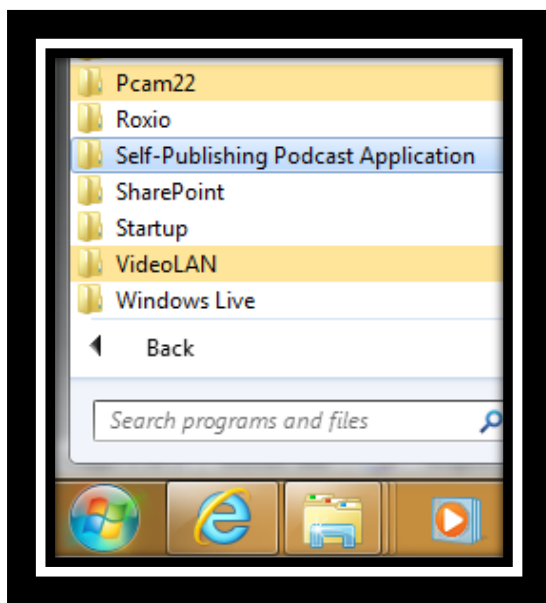 Pcam22
Roxio
Self-Publishing Podcast Application
SharePoint
Startup
VideoLAN
Windows Live
Back
Search programs and files